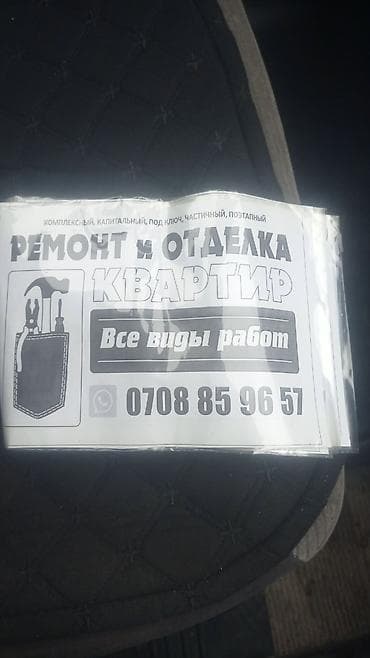 КОМПЛЕКСНЫЙ, КАПИТАЛЬНЫЙ, ПОД КЛЮЧ, ЧАСТИЧНЫЙ, ПОЭТАПНЫЙ
РЕМОНТ и ОТДЕЛКА
КВАРТИР
Все виды работ
0708 85 96 57